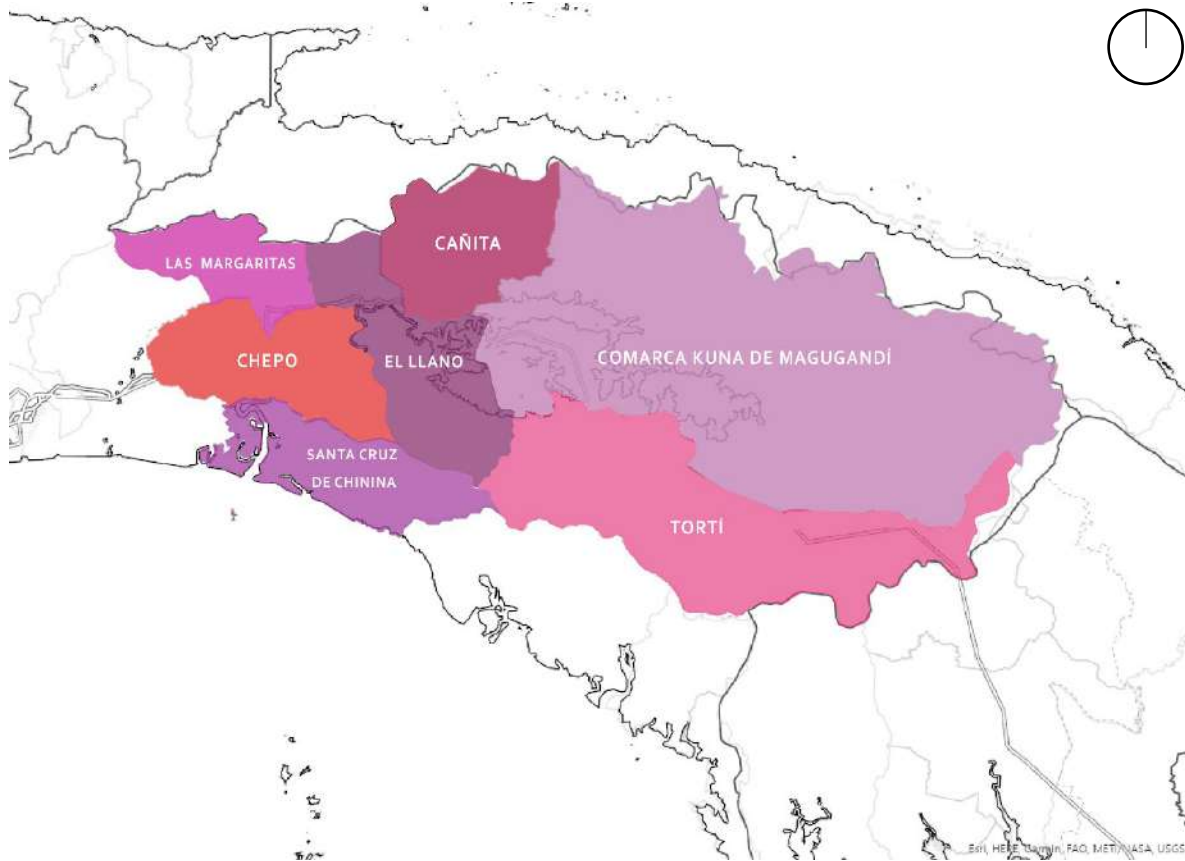 CAÑITA
LAS MARGARITAS
CHEPO
EL LLANO
COMARCA KUNA DE MAGUGANDÍ
SANTA CRUZ
DE CHININA
TORTÍ
Esri, HERE, Garmin, FAO, METI/NASA, USGS